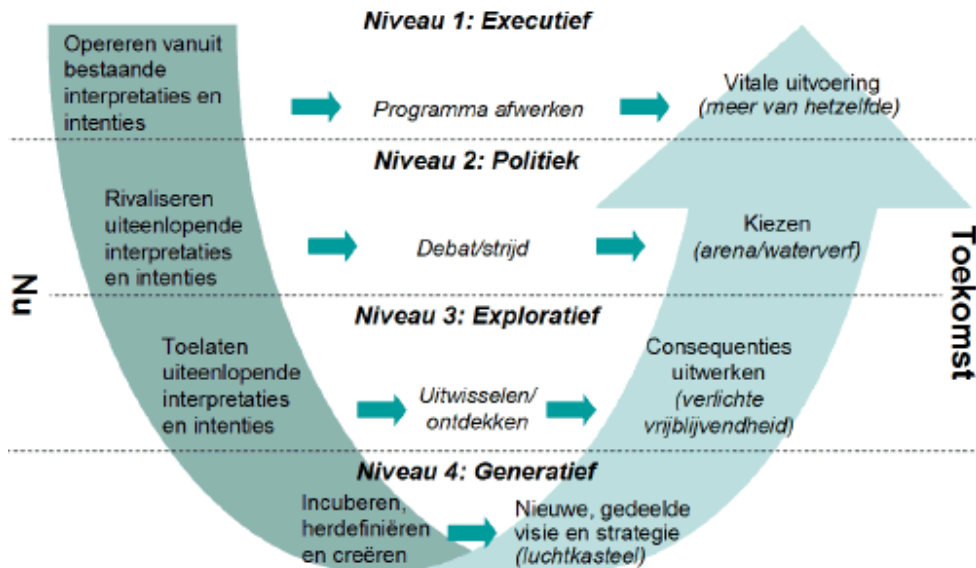 Niveau 1: Executief
Opereren vanuit
bestaande
interpretaties en
intenties
Programma afwerken
Vitale uitvoering
(meer van hetzelfde)
Niveau 2: Politiek
Rivaliseren
uiteenlopende
interpretaties
en intenties
Debat/strijd
Kiezen
(arena/waterverf)
Nu
Toekomst
Niveau 3: Exploratief
Toelaten
uiteenlopende
interpretaties
en intenties
Uitwisselen/
ontdekken
Consequenties
uitwerken
(verlichte
vrijblijvendheid)
Niveau 4: Generatief
Incuberen,
herdefiniëren
en creëren
Nieuwe, gedeelde
visie en strategie
(luchtkasteel)